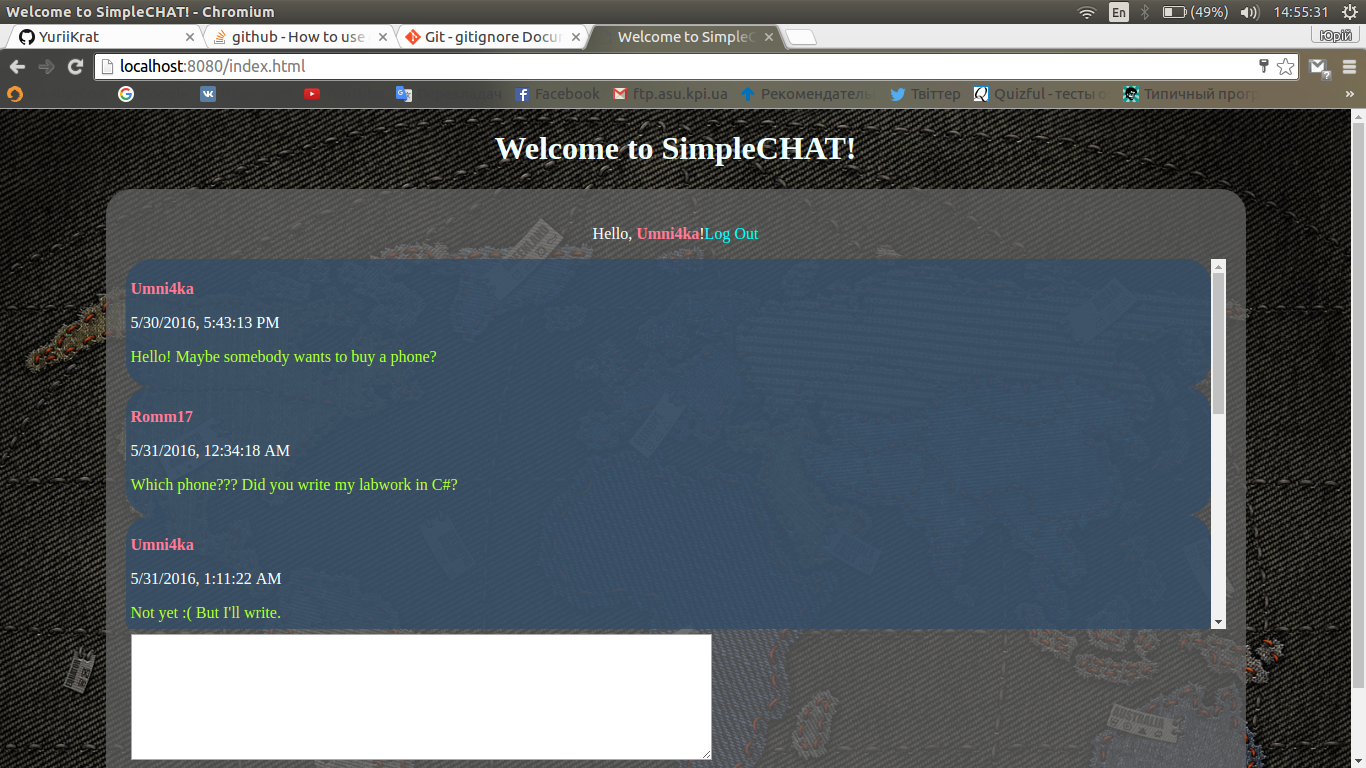 Welcome to SimpleCHAT! - Chromium
En
(49%)
14:55:31
YuriiKrat
github - How to use
Git - gitignore Docu
Welcome to SimpleC
Юрій
localhost:8080/index.html
Facebook
ftp.asu.kpi.ua
Рекомендатель
Твіттер
Quizful - тесты о
Типичный прог
»
Welcome to SimpleCHAT!
Hello, Umni4ka!Log Out
Umni4ka
5/30/2016, 5:43:13 PM
Hello! Maybe somebody wants to buy a phone?
Romm17
5/31/2016, 12:34:18 AM
Which phone??? Did you write my labwork in C#?
Umni4ka
5/31/2016, 1:11:22 AM
Not yet :( But I'll write.
AUSTRALIA